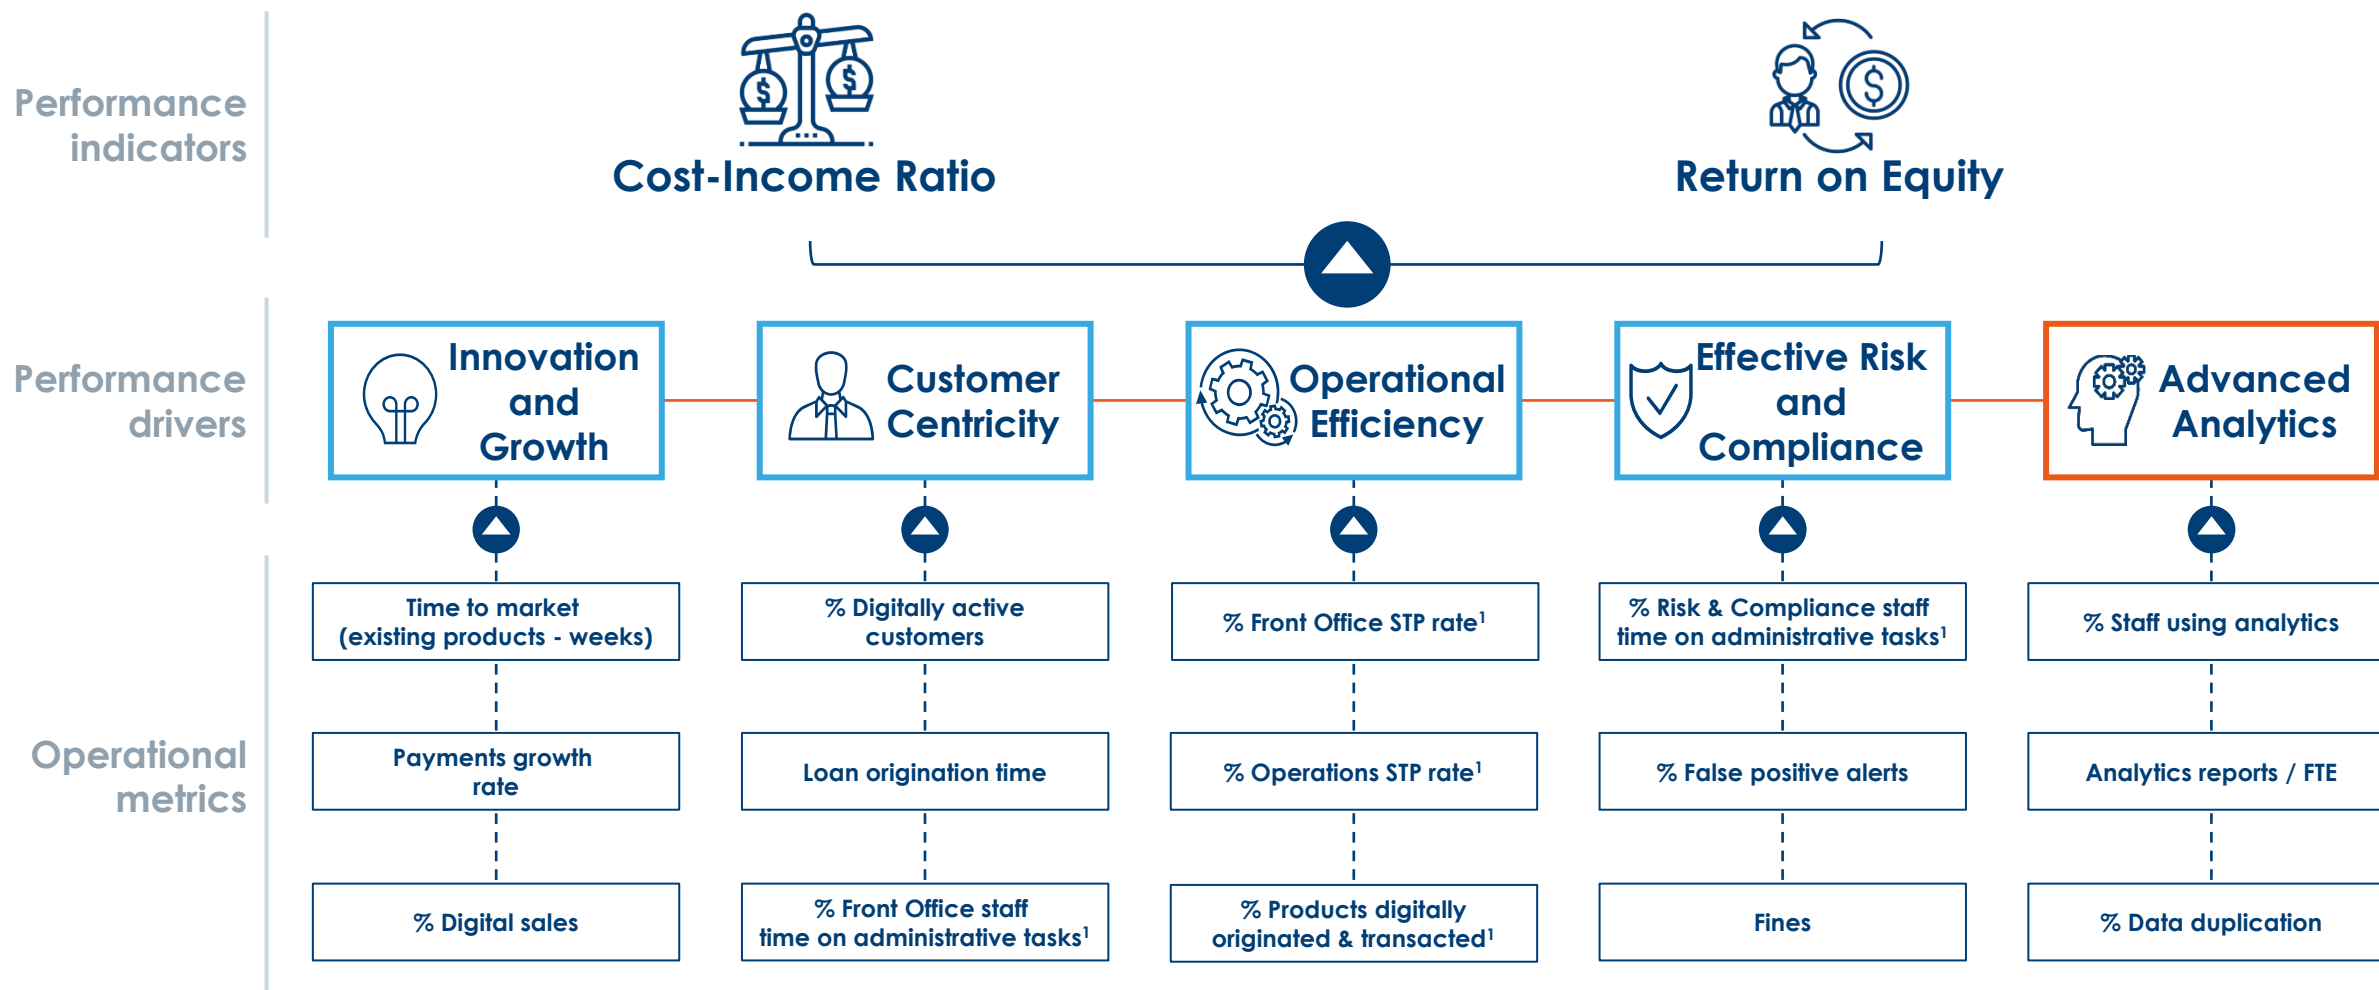 Performance
indicators
Cost-Income Ratio
Return on Equity
Performance
drivers
Innovation
and
Growth
Customer
Centricity
Operational
Efficiency
Effective Risk
and
Compliance
Advanced
Analytics
Operational
metrics
Time to market
(existing products - weeks)
% Digitally active
customers
% Front Office STP rate¹
% Risk & Compliance staff
time on administrative tasks¹
% Staff using analytics
Payments growth
rate
Loan origination time
% Operations STP rate¹
% False positive alerts
Analytics reports / FTE
% Digital sales
% Front Office staff
time on administrative tasks¹
% Products digitally
originated & transacted¹
Fines
% Data duplication